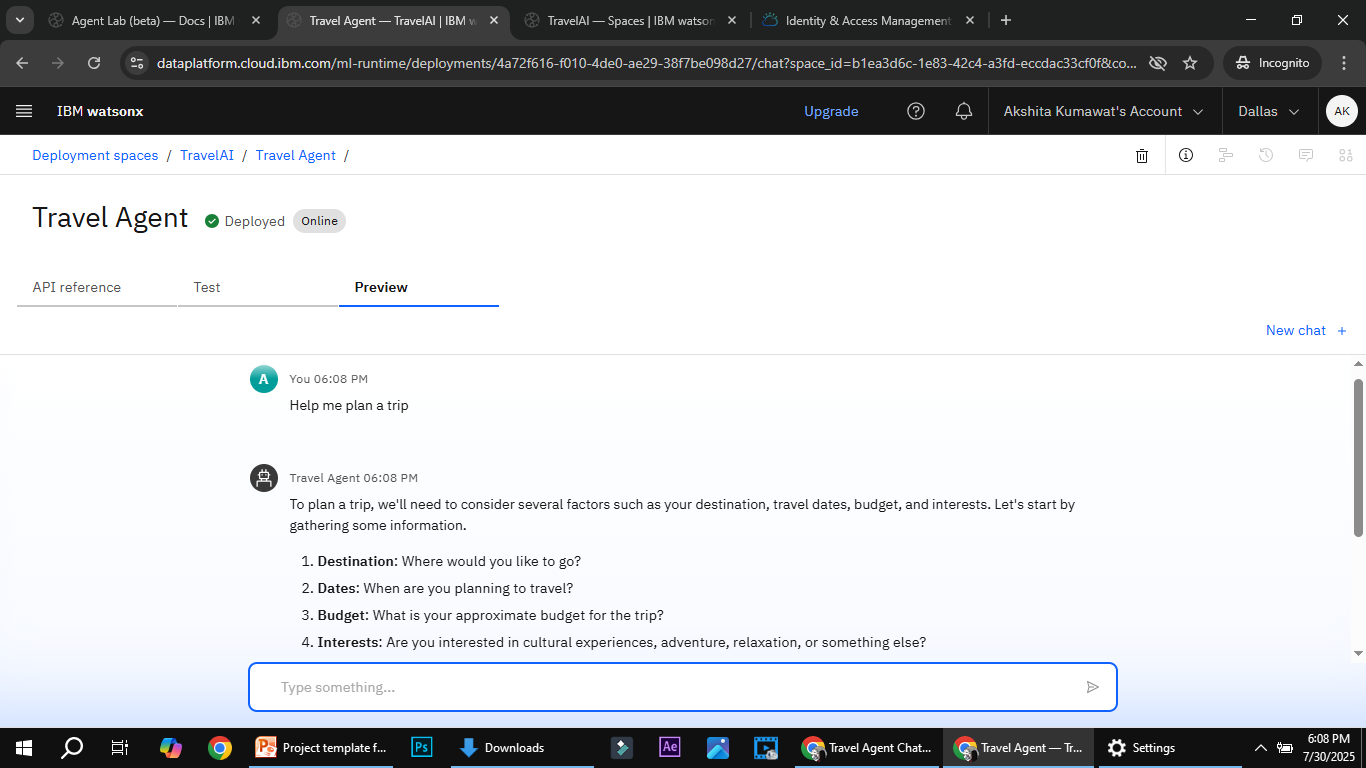 Agent Lab (beta) — Docs | IBM
Travel Agent — TravelAI | IBM w
TravelAI — Spaces | IBM watson
Identity & Access Management
dataplatform.cloud.ibm.com/ml-runtime/deployments/4a72f616-f010-4de0-ae29-38f7be098d27/chat?space_id=b1ea3d6c-1e83-42c4-a3fd-eccdac33cf0f&co...
Incognito
IBM watsonx
Upgrade
Akshita Kumawat's Account
Dallas
AK
Deployment spaces / TravelAI / Travel Agent /
Travel Agent
Deployed
Online
API reference
Test
Preview
New chat +
A
You 06:08 PM
Help me plan a trip
Travel Agent 06:08 PM
To plan a trip, we'll need to consider several factors such as your destination, travel dates, budget, and interests. Let's start by
gathering some information.
1. Destination: Where would you like to go?
2. Dates: When are you planning to travel?
3. Budget: What is your approximate budget for the trip?
4. Interests: Are you interested in cultural experiences, adventure, relaxation, or something else?
Type something...
Project template f...
Ps
Downloads
Ae
Travel Agent Chat...
Travel Agent — Tr...
Settings
6:08 PM
7/30/2025